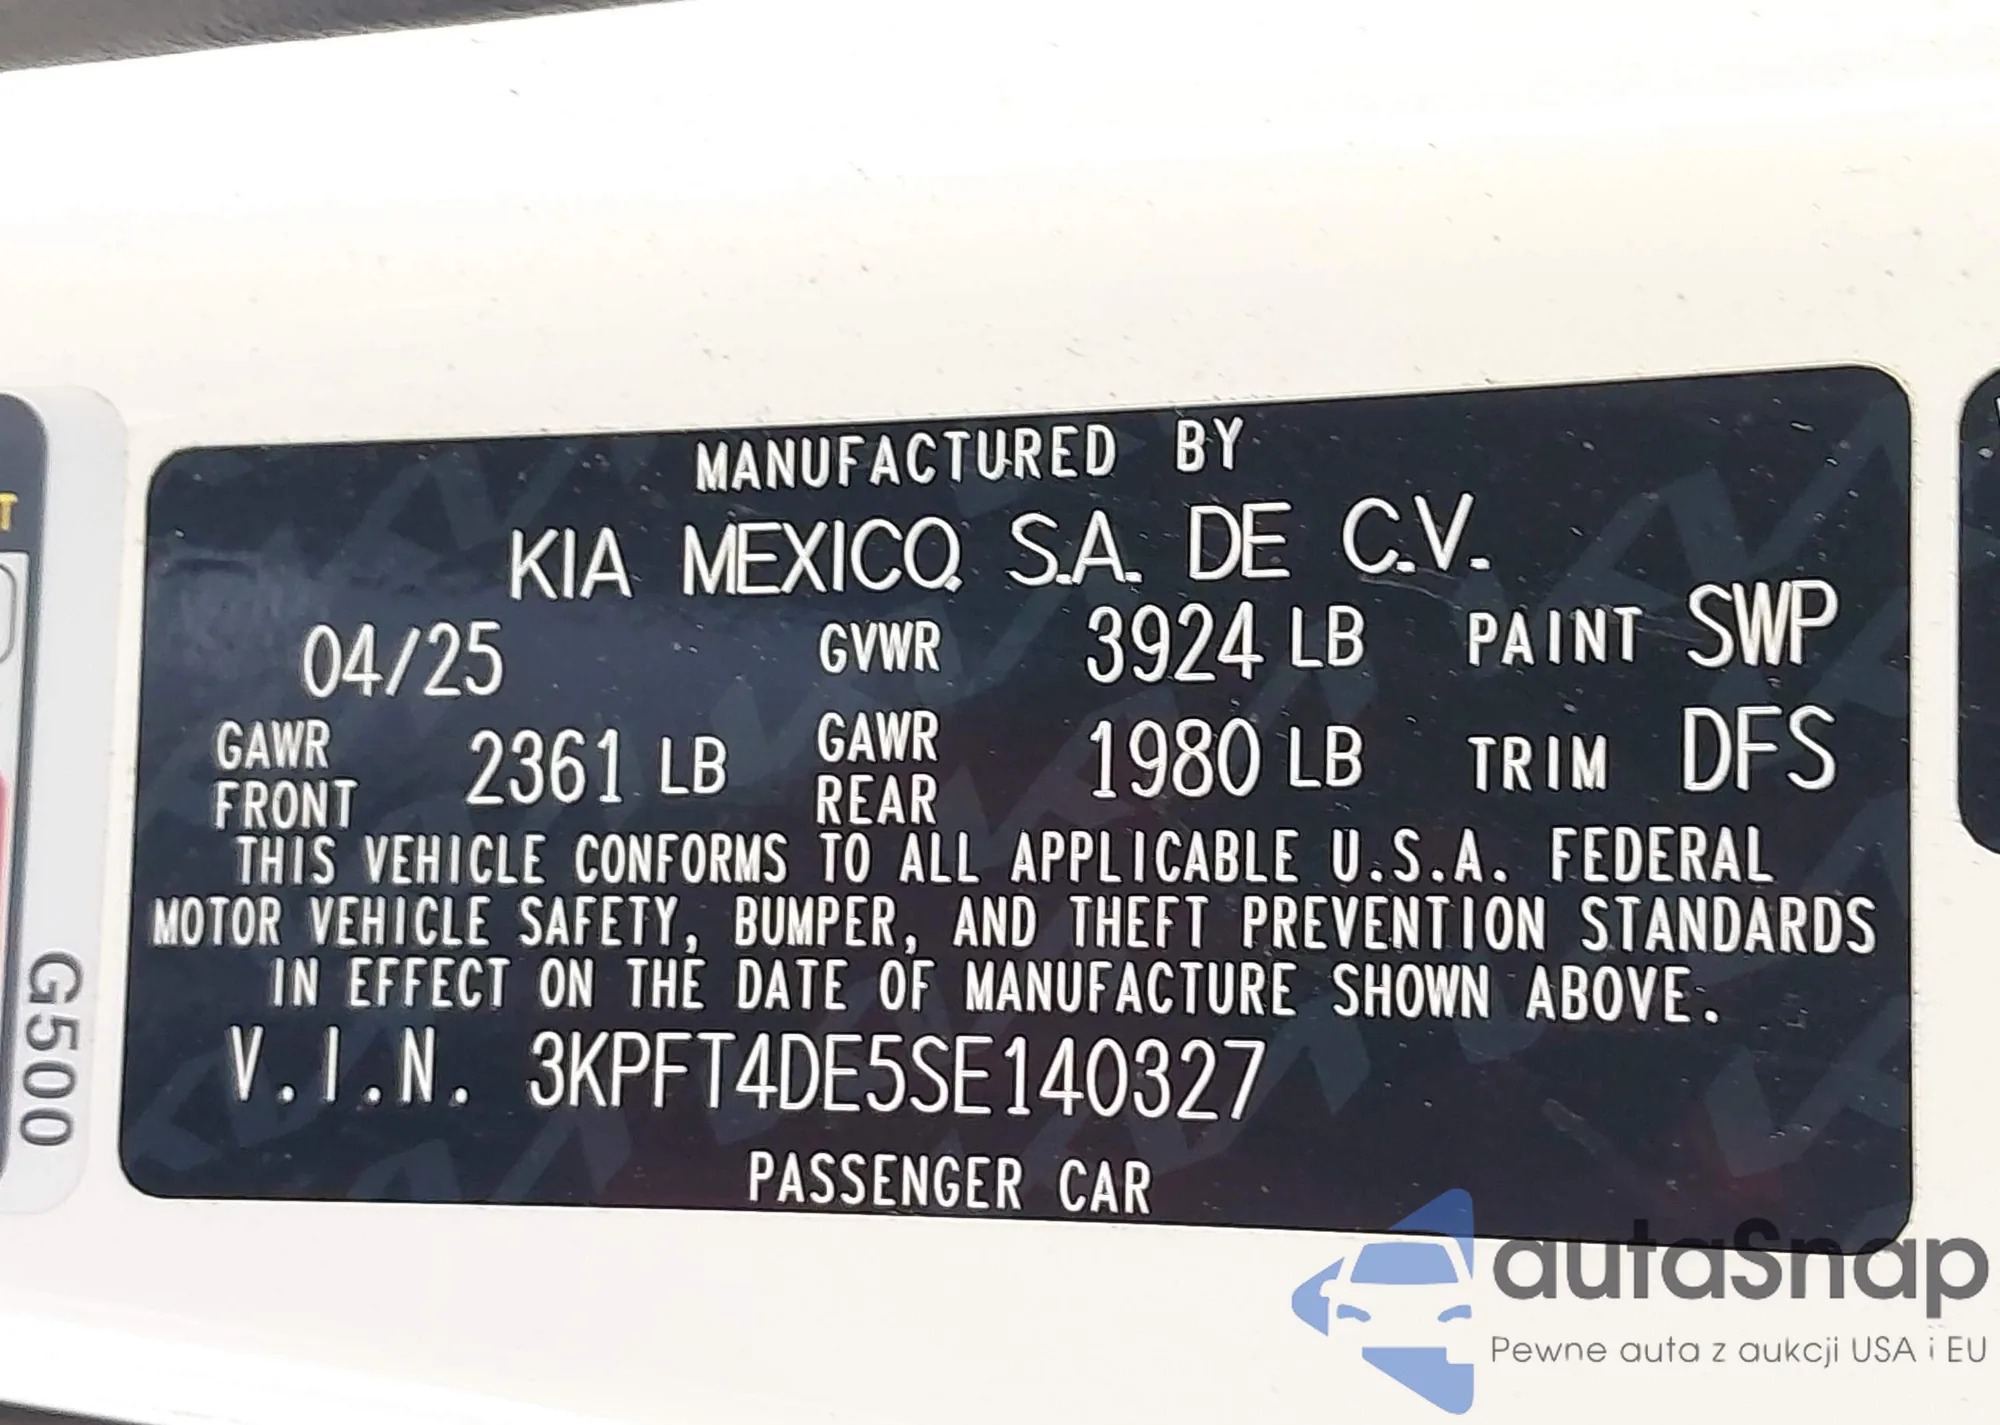 MANUFACTURED BY
KIA MEXICO, S.A. DE C.V.
04/25 GVWR 3924 LB PAINT SWP
GAWR FRONT 2361 LB GAWR REAR 1980 LB TRIM DFS
THIS VEHICLE CONFORMS TO ALL APPLICABLE U.S.A. FEDERAL
MOTOR VEHICLE SAFETY, BUMPER, AND THEFT PREVENTION STANDARDS
IN EFFECT ON THE DATE OF MANUFACTURE SHOWN ABOVE.
V.I.N. 3KPFT4DE5SE140327
PASSENGER CAR
G500
autaSnap
Pewne auta z aukcji USA i EU